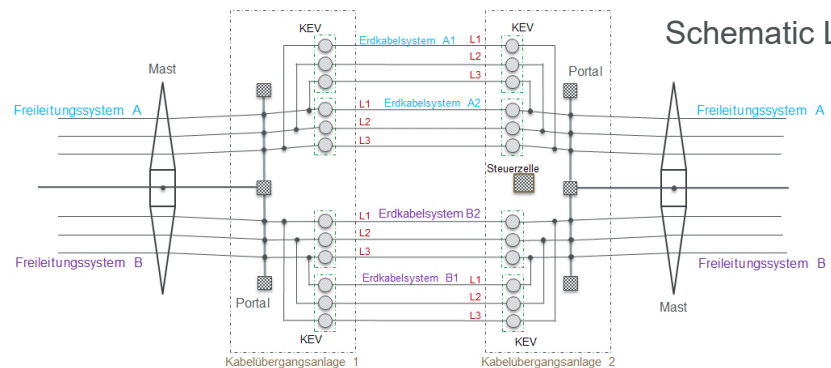 Schematic L
KEV
KEV
Erdkabelsystem A1 L1
L2
L3
Mast
Portal
Freileitungssystem A
L1 Erdkabelsystem A2
L2
L3
Freileitungssystem A
Steuerzelle
L1 Erdkabelsystem B2
L2
L3
Freileitungssystem B
Freileitungssystem B
Erdkabelsystem B1 L1
L2
L3
Portal
Mast
KEV
KEV
Kabelübergangsanlage 1
Kabelübergangsanlage 2